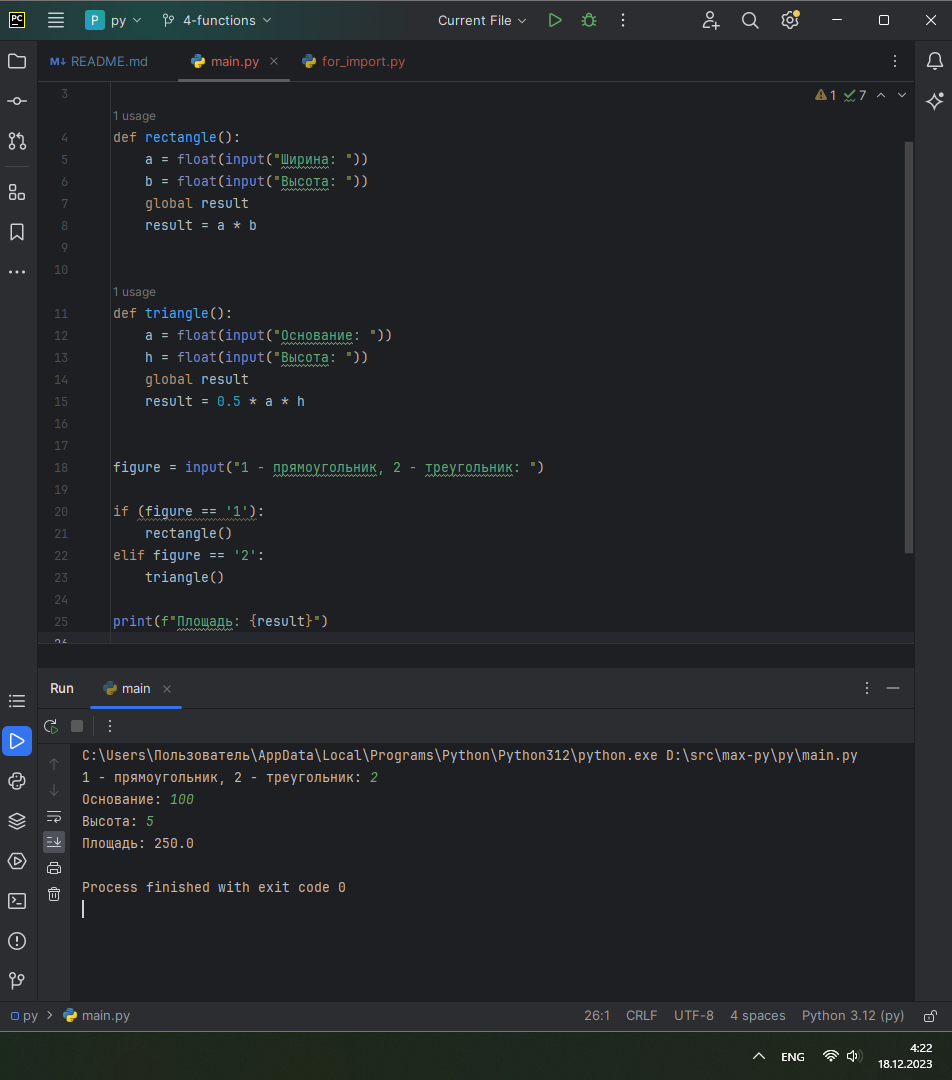 PC P py 4-functions Current File
README.md main.py for_import.py
3 1 7
1 usage
4 def rectangle():
5 a = float(input("Ширина: "))
6 b = float(input("Высота: "))
7 global result
8 result = a * b
9
10
1 usage
11 def triangle():
12 a = float(input("Основание: "))
13 h = float(input("Высота: "))
14 global result
15 result = 0.5 * a * h
16
17
18 figure = input("1 - прямоугольник, 2 - треугольник: ")
19
20 if (figure == '1'):
21 rectangle()
22 elif figure == '2':
23 triangle()
24
25 print(f"Площадь: {result}")
26
Run main
C:\Users\Пользователь\AppData\Local\Programs\Python\Python312\python.exe D:\src\max-py\py\main.py
1 - прямоугольник, 2 - треугольник: 2
Основание: 100
Высота: 5
Площадь: 250.0
Process finished with exit code 0
py main.py 26:1 CRLF UTF-8 4 spaces Python 3.12 (py)
ENG 4:22
18.12.2023